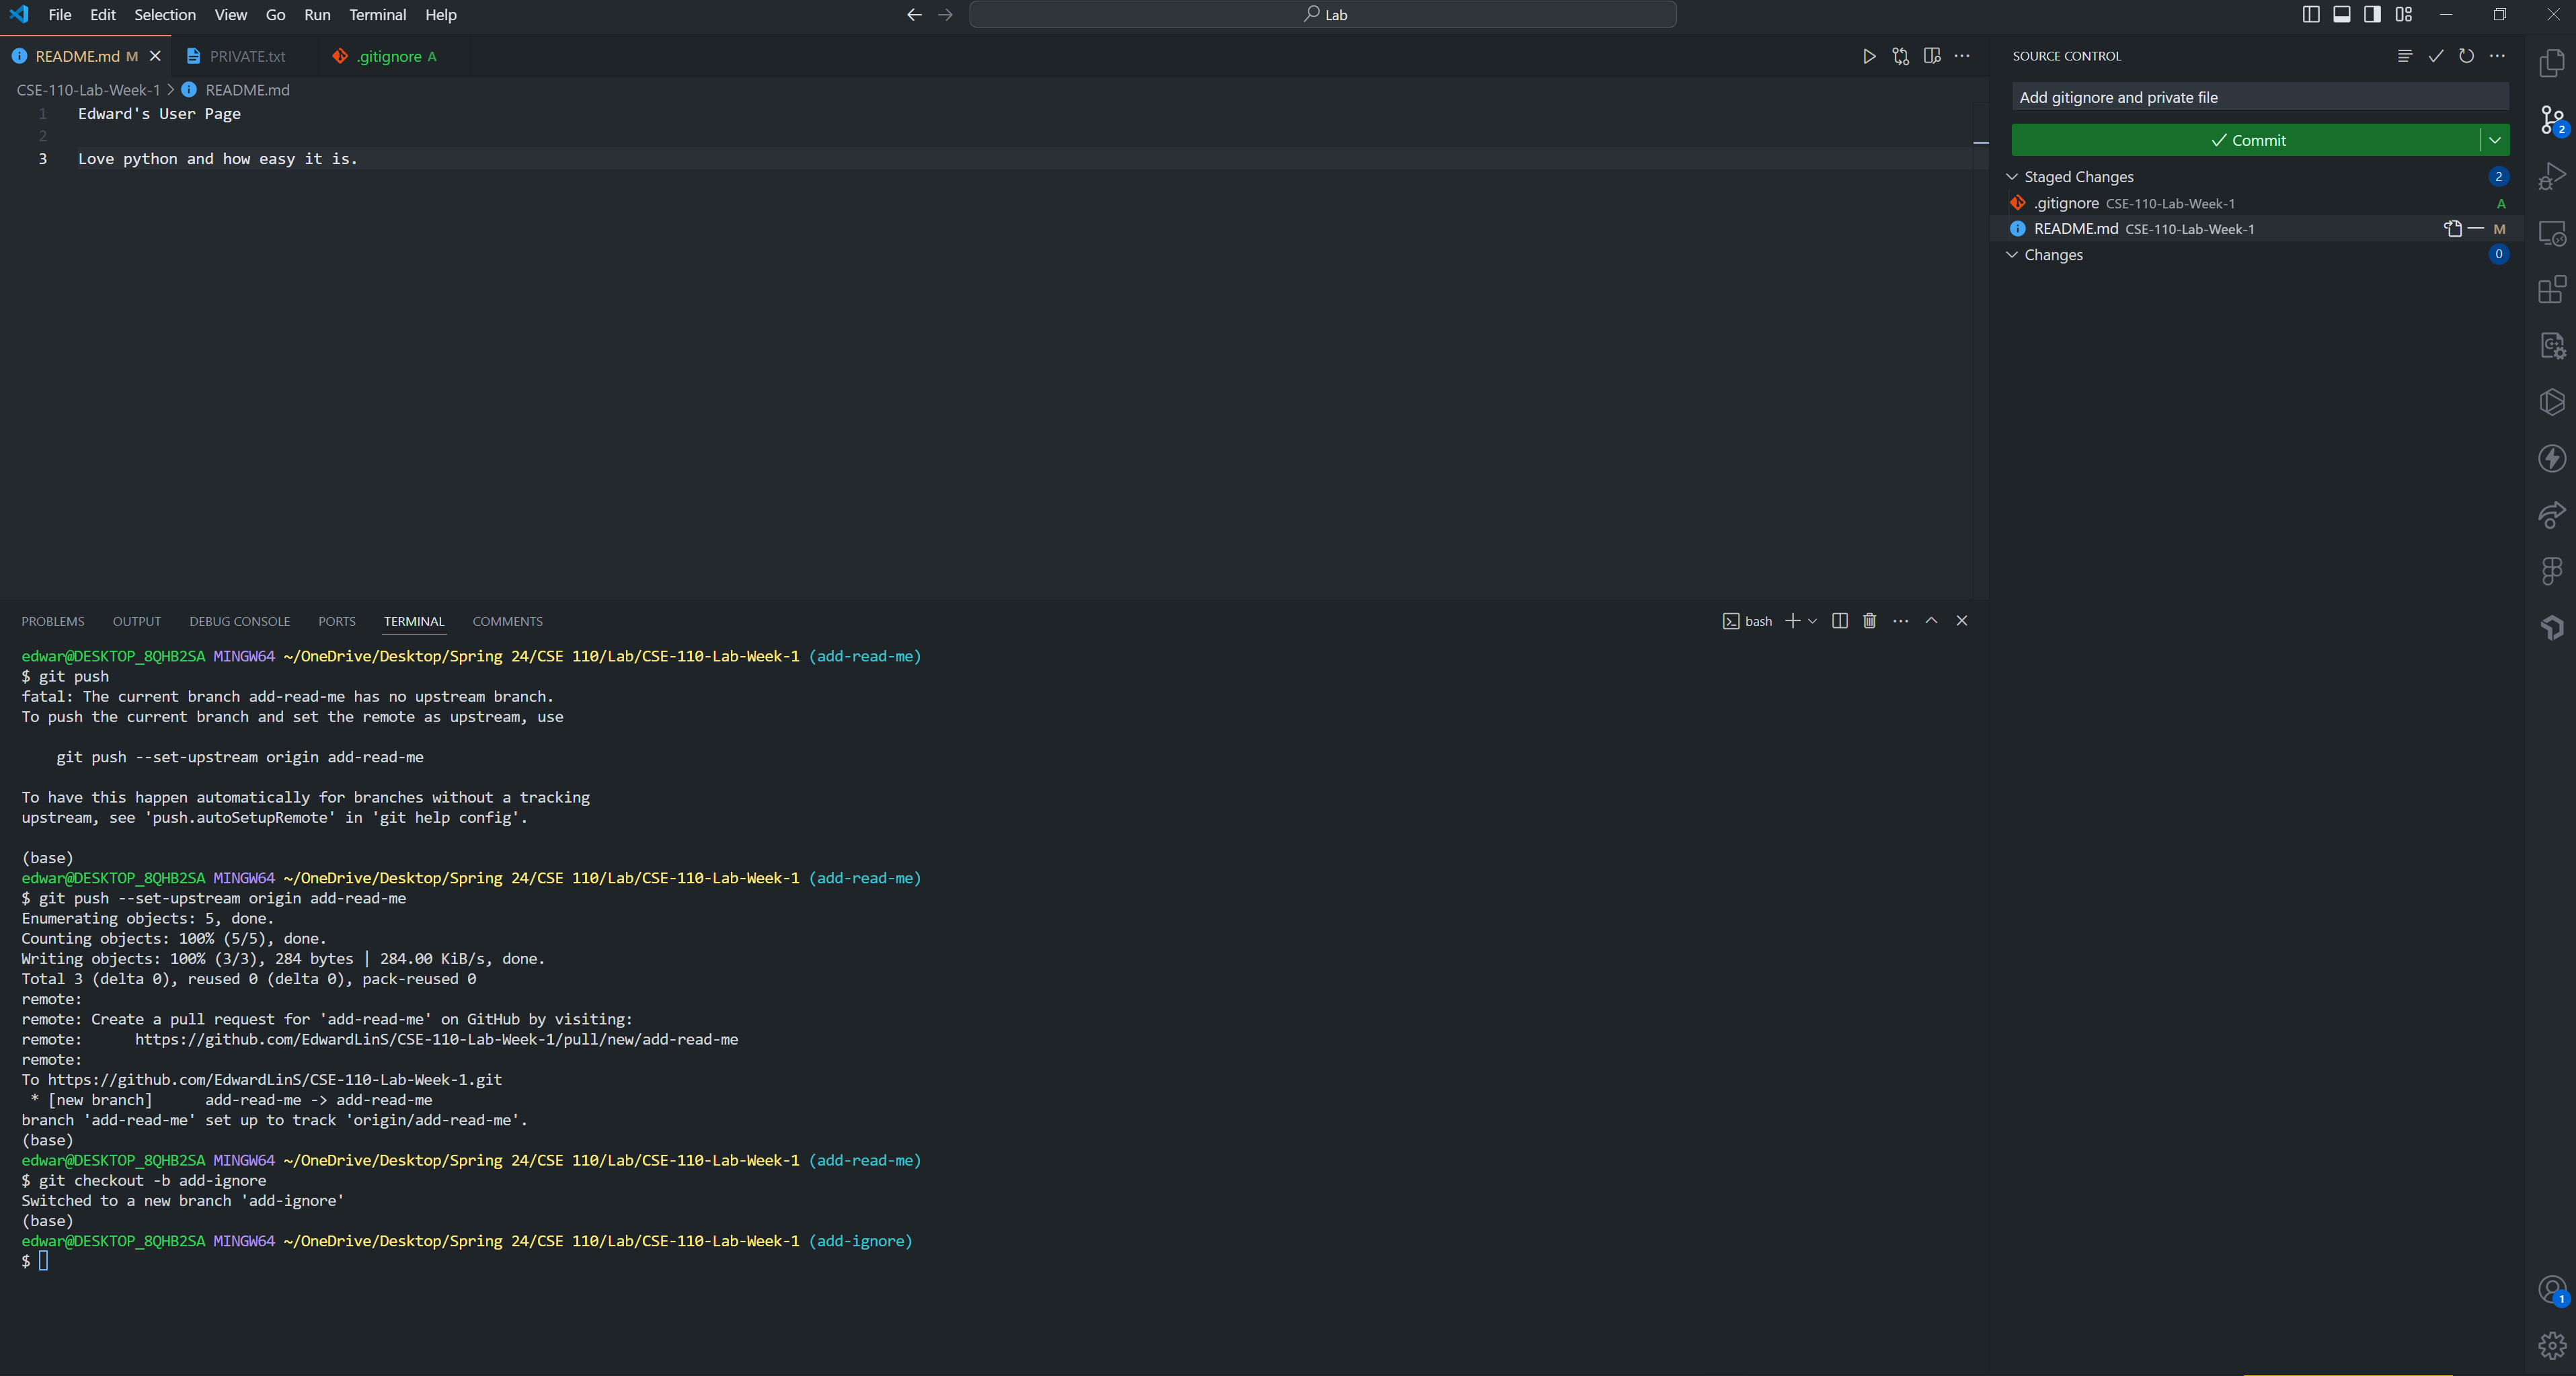 File Edit Selection View Go Run Terminal Help
Lab
README.md M
PRIVATE.txt
.gitignore A
CSE-110-Lab-Week-1 > README.md
1 Edward's User Page
2
3 Love python and how easy it is.
SOURCE CONTROL
Add gitignore and private file
Commit
Staged Changes 2
.gitignore CSE-110-Lab-Week-1 A
README.md CSE-110-Lab-Week-1 M
Changes 0
2
PROBLEMS OUTPUT DEBUG CONSOLE PORTS TERMINAL COMMENTS
bash
edwar@DESKTOP_8QHB2SA MINGW64 ~/OneDrive/Desktop/Spring 24/CSE 110/Lab/CSE-110-Lab-Week-1 (add-read-me)
$ git push
fatal: The current branch add-read-me has no upstream branch.
To push the current branch and set the remote as upstream, use
git push --set-upstream origin add-read-me
To have this happen automatically for branches without a tracking
upstream, see 'push.autoSetupRemote' in 'git help config'.
(base)
edwar@DESKTOP_8QHB2SA MINGW64 ~/OneDrive/Desktop/Spring 24/CSE 110/Lab/CSE-110-Lab-Week-1 (add-read-me)
$ git push --set-upstream origin add-read-me
Enumerating objects: 5, done.
Counting objects: 100% (5/5), done.
Writing objects: 100% (3/3), 284 bytes | 284.00 KiB/s, done.
Total 3 (delta 0), reused 0 (delta 0), pack-reused 0
remote:
remote: Create a pull request for 'add-read-me' on GitHub by visiting:
remote:      https://github.com/EdwardLinS/CSE-110-Lab-Week-1/pull/new/add-read-me
remote:
To https://github.com/EdwardLinS/CSE-110-Lab-Week-1.git
* [new branch]      add-read-me -> add-read-me
branch 'add-read-me' set up to track 'origin/add-read-me'.
(base)
edwar@DESKTOP_8QHB2SA MINGW64 ~/OneDrive/Desktop/Spring 24/CSE 110/Lab/CSE-110-Lab-Week-1 (add-read-me)
$ git checkout -b add-ignore
Switched to a new branch 'add-ignore'
(base)
edwar@DESKTOP_8QHB2SA MINGW64 ~/OneDrive/Desktop/Spring 24/CSE 110/Lab/CSE-110-Lab-Week-1 (add-ignore)
$
1